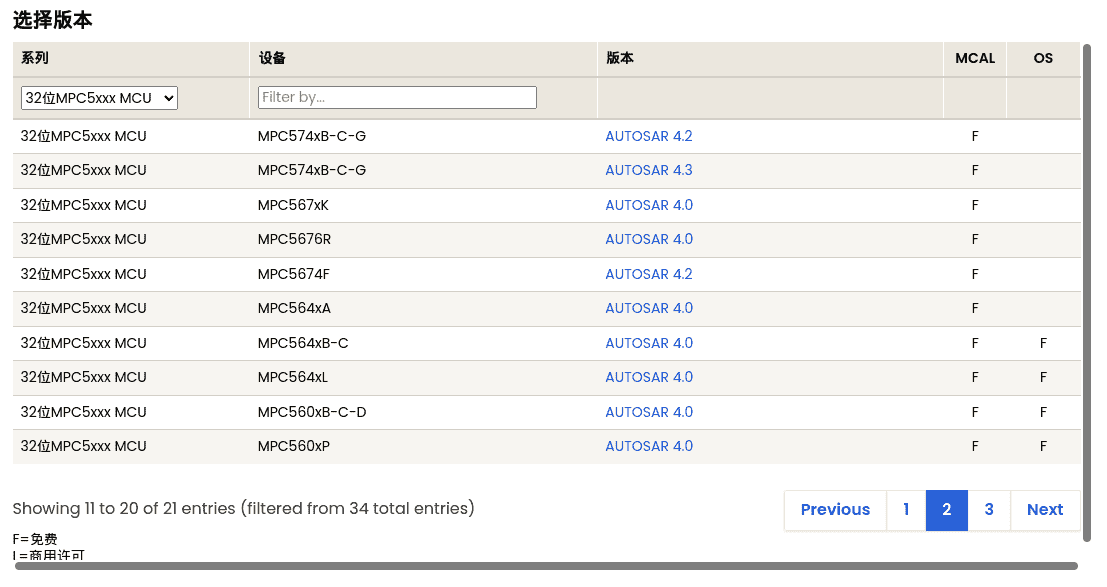 选择版本
系列 设备 版本 MCAL OS
32位MPC5xxx MCU Filter by...
32位MPC5xxx MCU MPC574xB-C-G AUTOSAR 4.2 F
32位MPC5xxx MCU MPC574xB-C-G AUTOSAR 4.3 F
32位MPC5xxx MCU MPC567xK AUTOSAR 4.0 F
32位MPC5xxx MCU MPC5676R AUTOSAR 4.0 F
32位MPC5xxx MCU MPC5674F AUTOSAR 4.2 F
32位MPC5xxx MCU MPC564xA AUTOSAR 4.0 F
32位MPC5xxx MCU MPC564xB-C AUTOSAR 4.0 F F
32位MPC5xxx MCU MPC564xL AUTOSAR 4.0 F F
32位MPC5xxx MCU MPC560xB-C-D AUTOSAR 4.0 F F
32位MPC5xxx MCU MPC560xP AUTOSAR 4.0 F F
Showing 11 to 20 of 21 entries (filtered from 34 total entries) Previous 1 2 3 Next
F=免费
L=商用许可